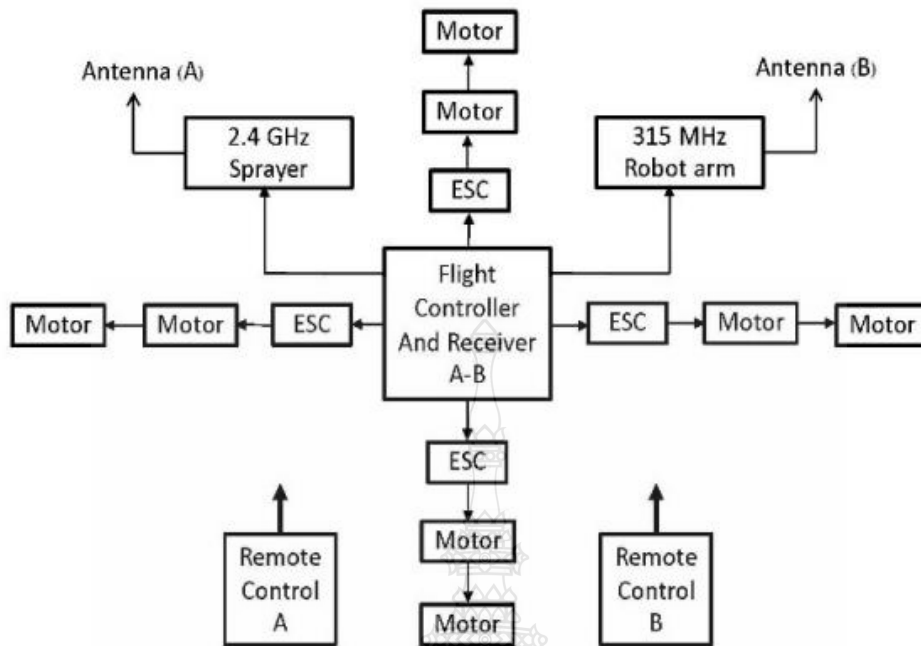 Motor
Antenna (A)
Antenna (B)
Motor
2.4 GHz
Sprayer
315 MHz
Robot arm
ESC
Flight
Controller
And Receiver
A-B
Motor
Motor
ESC
ESC
Motor
Motor
ESC
Motor
Motor
Remote
Control
A
Remote
Control
B